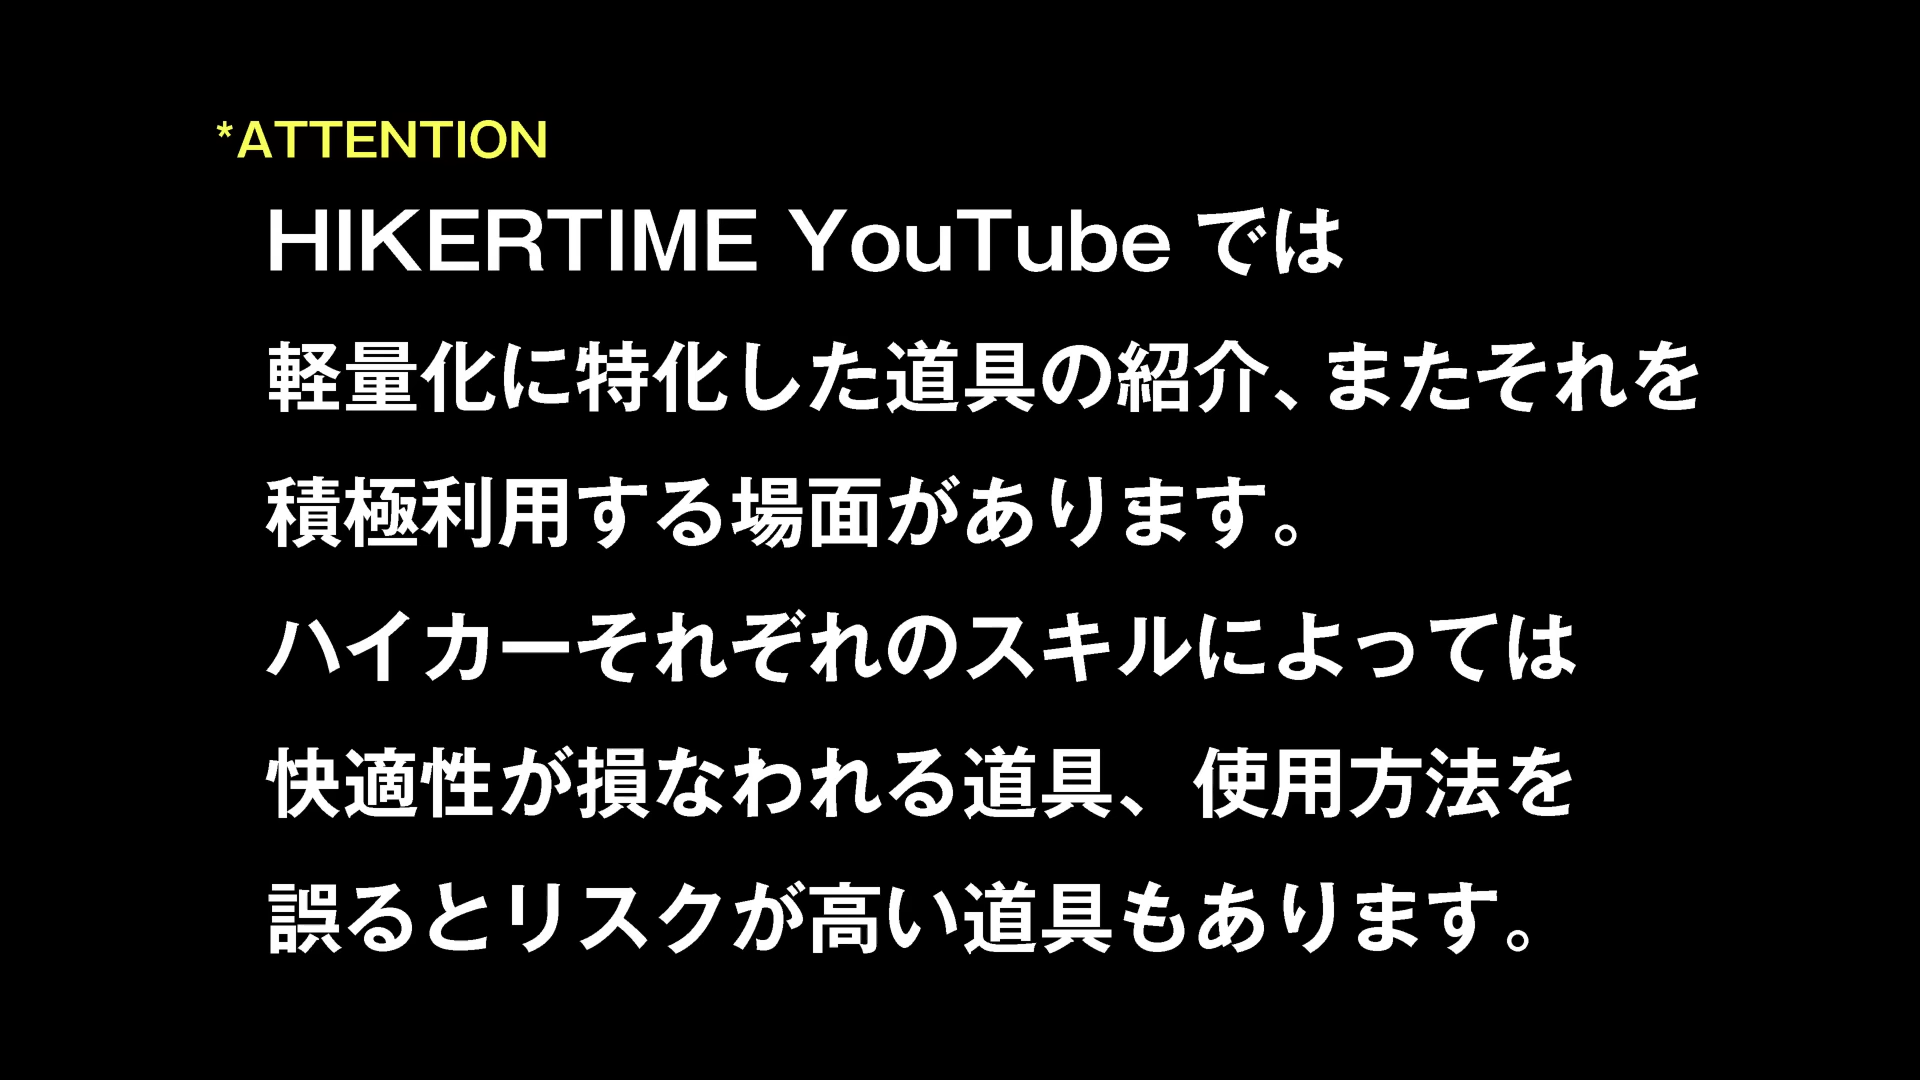 *ATTENTION
HIKERTIME YouTube では
軽量化に特化した道具の紹介、またそれを
積極利用する場面があります。
ハイカーそれぞれのスキルによっては
快適性が損なわれる道具、使用方法を
誤るとリスクが高い道具もあります。